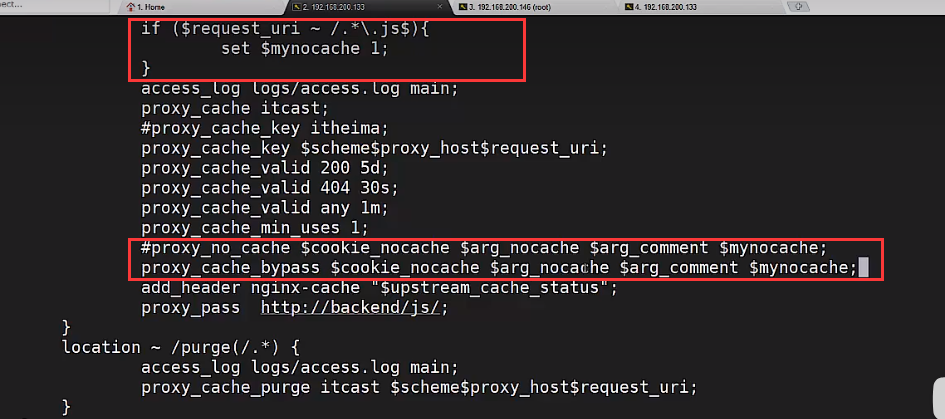 nect...
1. Home
2. 192.168.200.133
3. 192.168.200.146 (root)
4. 192.168.200.133
if ($request_uri ~ /.*\.js$){
set $mynocache 1;
}
access_log logs/access.log main;
proxy_cache itcast;
#proxy_cache_key itheima;
proxy_cache_key $scheme$proxy_host$request_uri;
proxy_cache_valid 200 5d;
proxy_cache_valid 404 30s;
proxy_cache_valid any 1m;
proxy_cache_min_uses 1;
#proxy_no_cache $cookie_nocache $arg_nocache $arg_comment $mynocache;
proxy_cache_bypass $cookie_nocache $arg_nocache $arg_comment $mynocache;
add_header nginx-cache "$upstream_cache_status";
proxy_pass  http://backend/js/;
}
location ~ /purge(/.*) {
access_log logs/access.log main;
proxy_cache_purge itcast $scheme$proxy_host$request_uri;
}